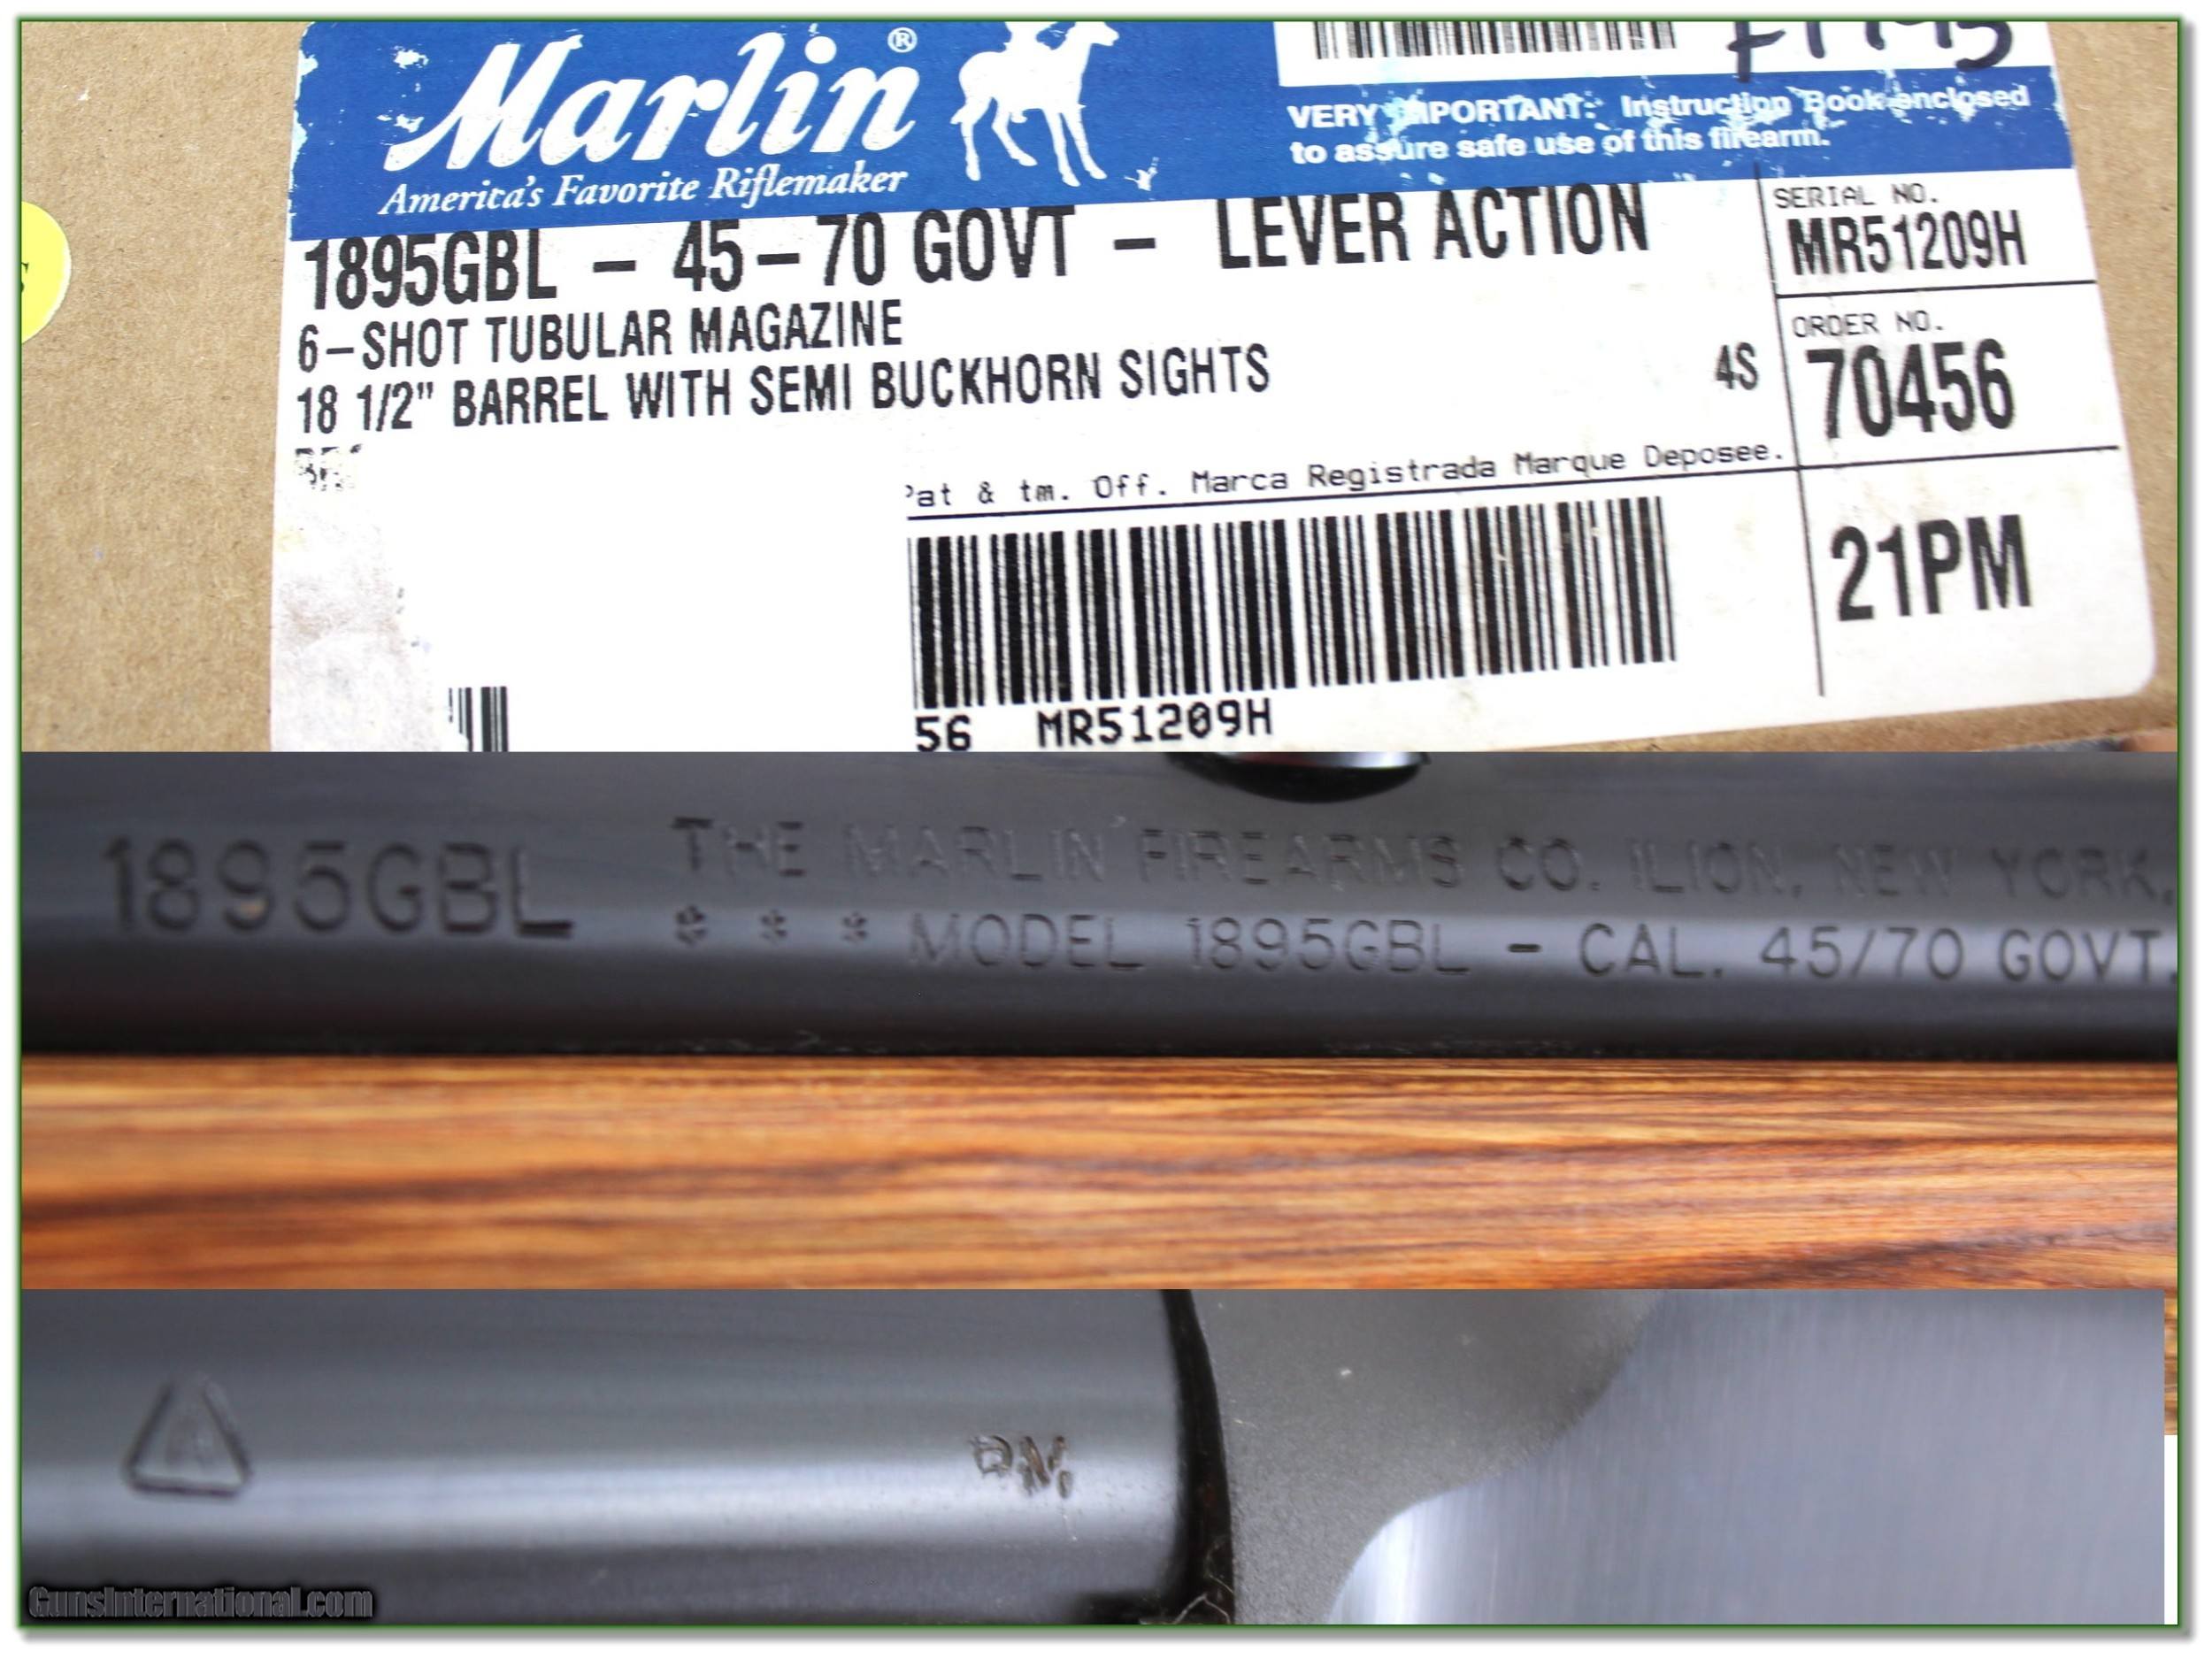 Marlin®
America's Favorite Riflemaker
VERY IMPORTANT: Instruction Book enclosed
to assure safe use of this firearm.
1895GBL – 45–70 GOVT – LEVER ACTION
6–SHOT TUBULAR MAGAZINE
18 1/2" BARREL WITH SEMI BUCKHORN SIGHTS
4S
SERIAL NO.
MR51209H
ORDER NO.
70456
Pat & tm. Off. Marca Registrada Marque Deposee.
21PM
56 MR51209H
1895GBL
THE MARLIN FIREARMS CO. ILION, NEW YORK,
* * * MODEL 1895GBL - CAL. 45/70 GOVT.
PM
GunsInternational.com